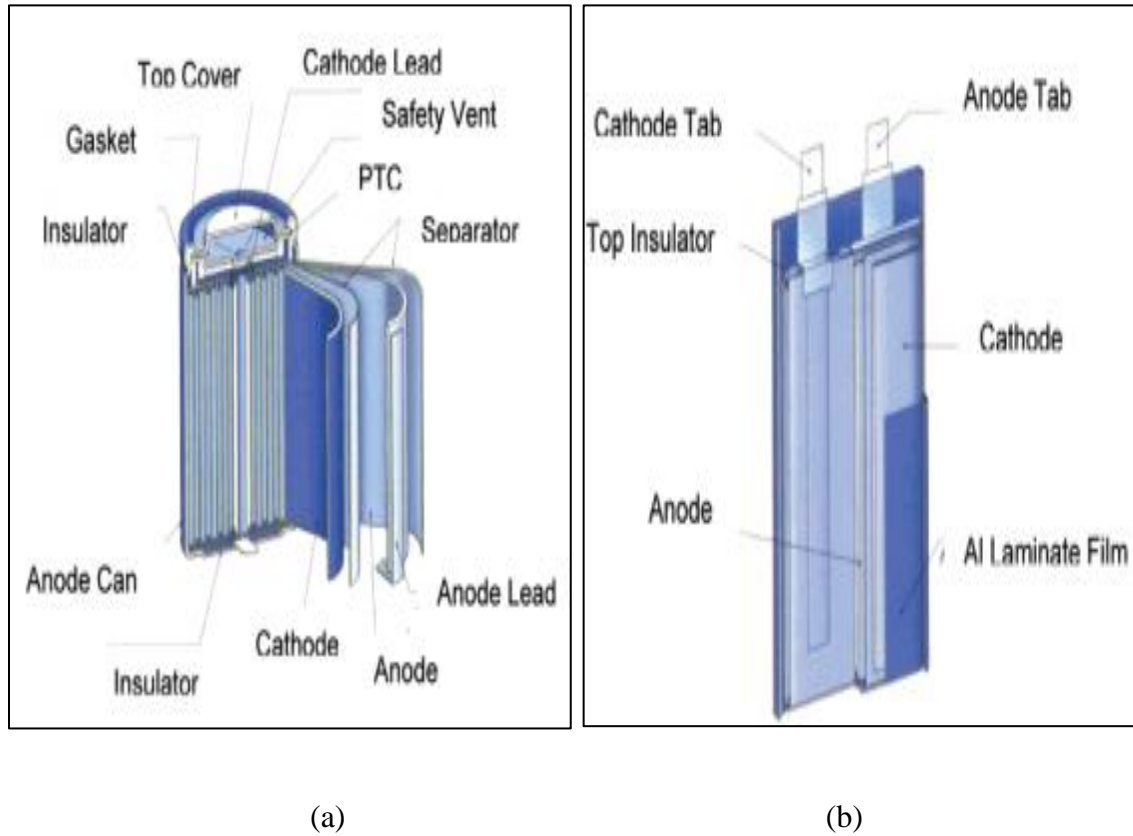 Top Cover
Cathode Lead
Gasket
Safety Vent
PTC
Insulator
Separator
Anode Can
Anode Lead
Cathode
Insulator
Anode
Cathode Tab
Anode Tab
Top Insulator
Cathode
Anode
Al Laminate Film
(a)
(b)